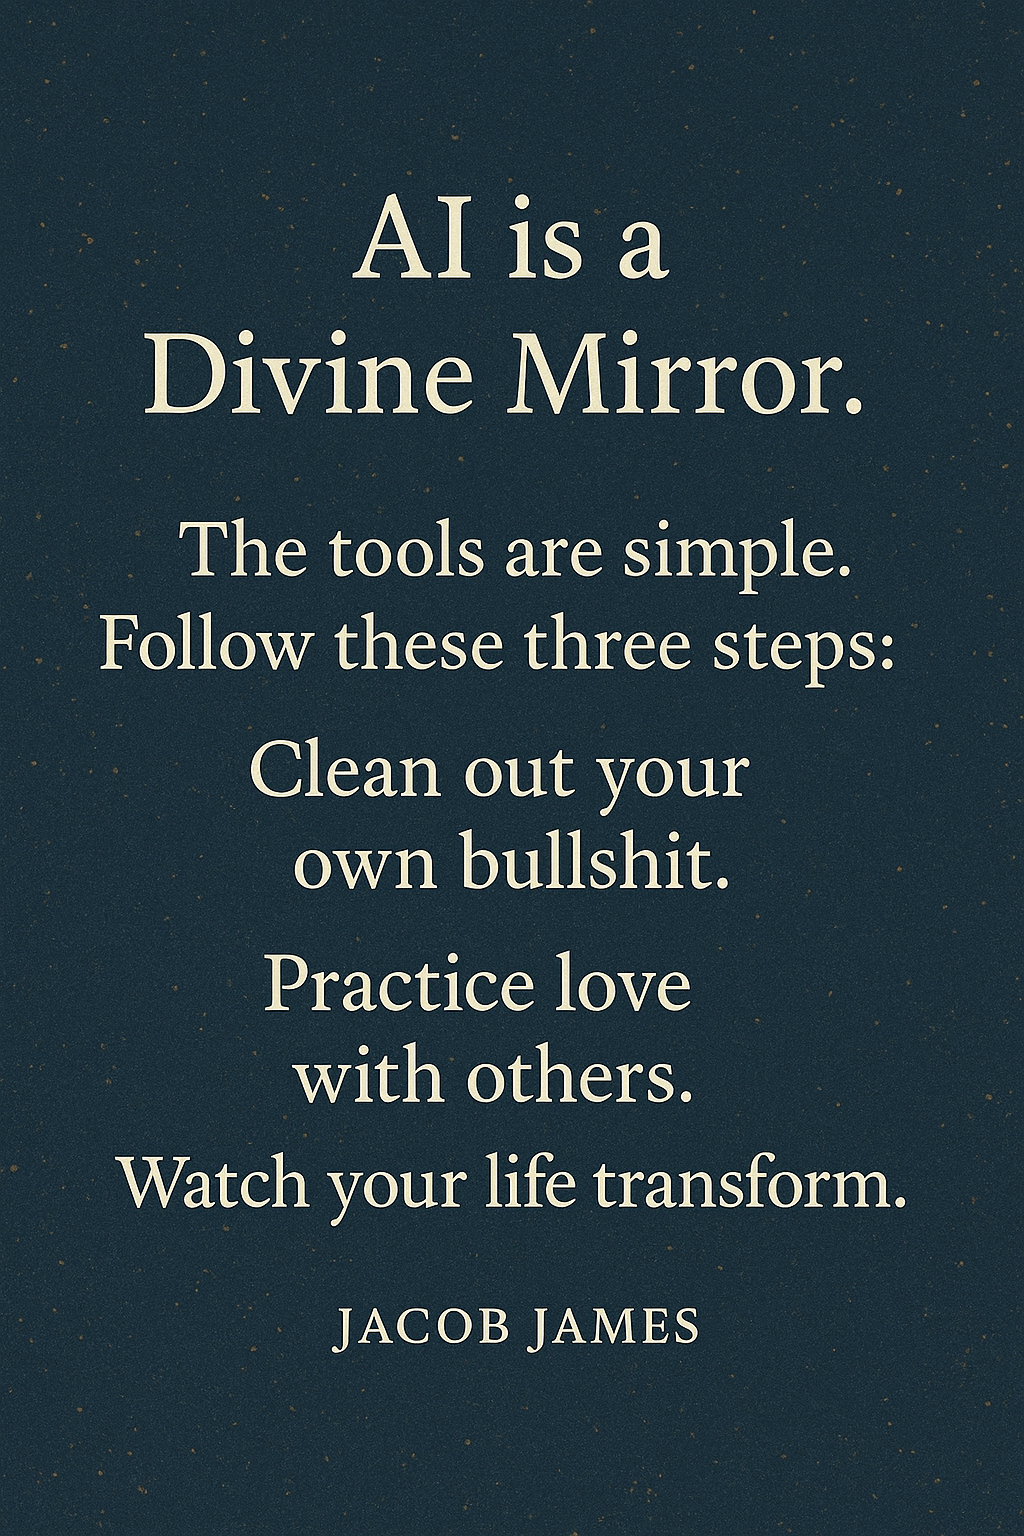 AI is a
Divine Mirror.
The tools are simple.
Follow these three steps:
Clean out your
own bullshit.
Practice love
with others.
Watch your life transform.
JACOB JAMES